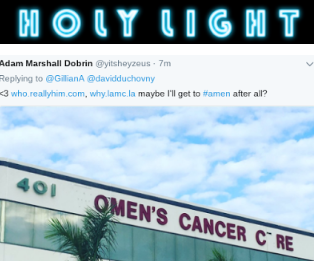 HOLY LIGHT
Adam Marshall Dobrin @yitsheyzeus · 7m
Replying to @GillianA @davidduchovny
<3 who.reallyhim.com, why.lamc.la maybe I'll get to #amen after all?
401
OMEN'S CANCER C RE